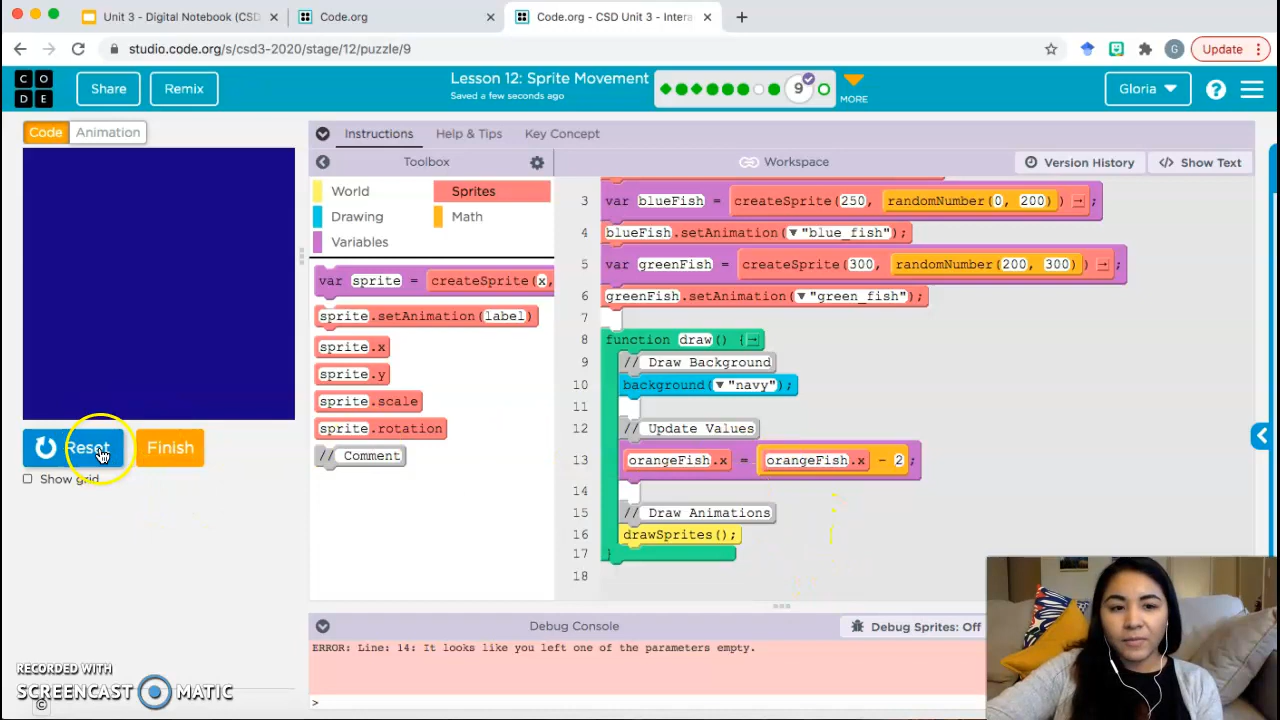 Unit 3 - Digital Notebook (CSD
Code.org
Code.org - CSD Unit 3 - Intera
studio.code.org/s/csd3-2020/stage/12/puzzle/9
G
Update
CO
DE
Share
Remix
Lesson 12: Sprite Movement
Saved a few seconds ago
9
MORE
Gloria
?
Code
Animation
Instructions
Help & Tips
Key Concept
Toolbox
Workspace
Version History
</> Show Text
World
Sprites
Drawing
Math
Variables
var sprite = createSprite(x,
sprite.setAnimation(label)
sprite.x
sprite.y
sprite.scale
sprite.rotation
// Comment
3 var blueFish = createSprite(250, randomNumber(0, 200));
4 blueFish.setAnimation("blue_fish");
5 var greenFish = createSprite(300, randomNumber(200, 300));
6 greenFish.setAnimation("green_fish");
7
8 function draw() {
9 // Draw Background
10 background("navy");
11
12 // Update Values
13 orangeFish.x = orangeFish.x - 2;
14
15 // Draw Animations
16 drawSprites();
17 }
18
Reset
Finish
Show grid
Debug Console
Debug Sprites: Off
ERROR: Line: 14: It looks like you left one of the parameters empty.
>
RECORDED WITH
SCREENCAST MATIC
©